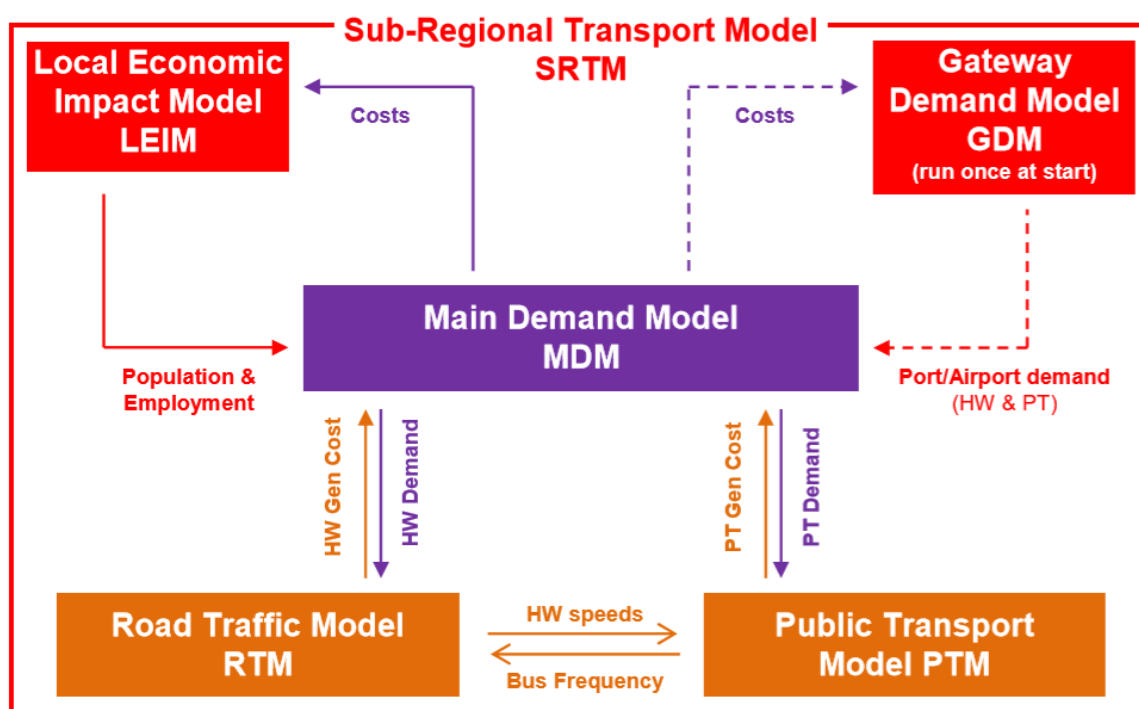 Sub-Regional Transport Model
SRTM
Local Economic
Impact Model
LEIM
Costs
Costs
Gateway
Demand Model
GDM
(run once at start)
Main Demand Model
MDM
Population &
Employment
Port/Airport demand
(HW & PT)
HW Gen Cost
HW Demand
PT Gen Cost
PT Demand
Road Traffic Model
RTM
HW speeds
Bus Frequency
Public Transport
Model PTM